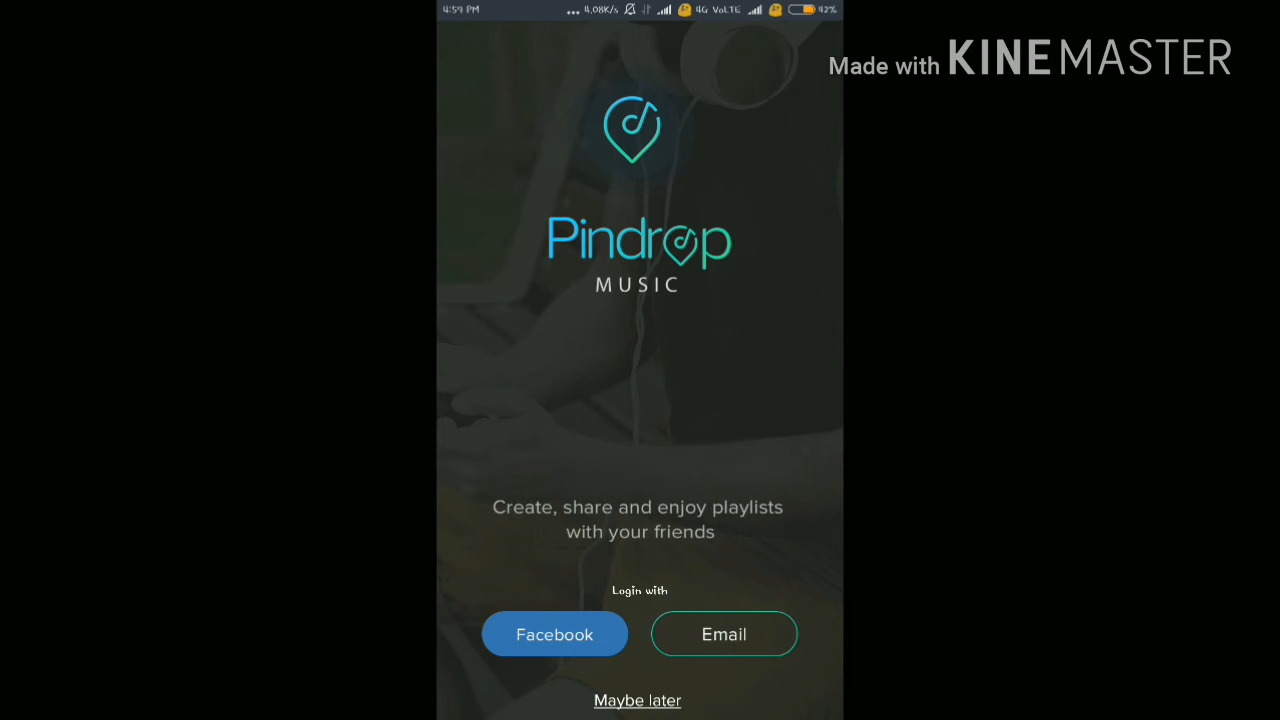 4:59 PM
... 4.08K/s 4G VoLTE 42%
Made with KINEMASTER
Pindrop
MUSIC
Create, share and enjoy playlists
with your friends
Login with
Facebook
Email
Maybe later